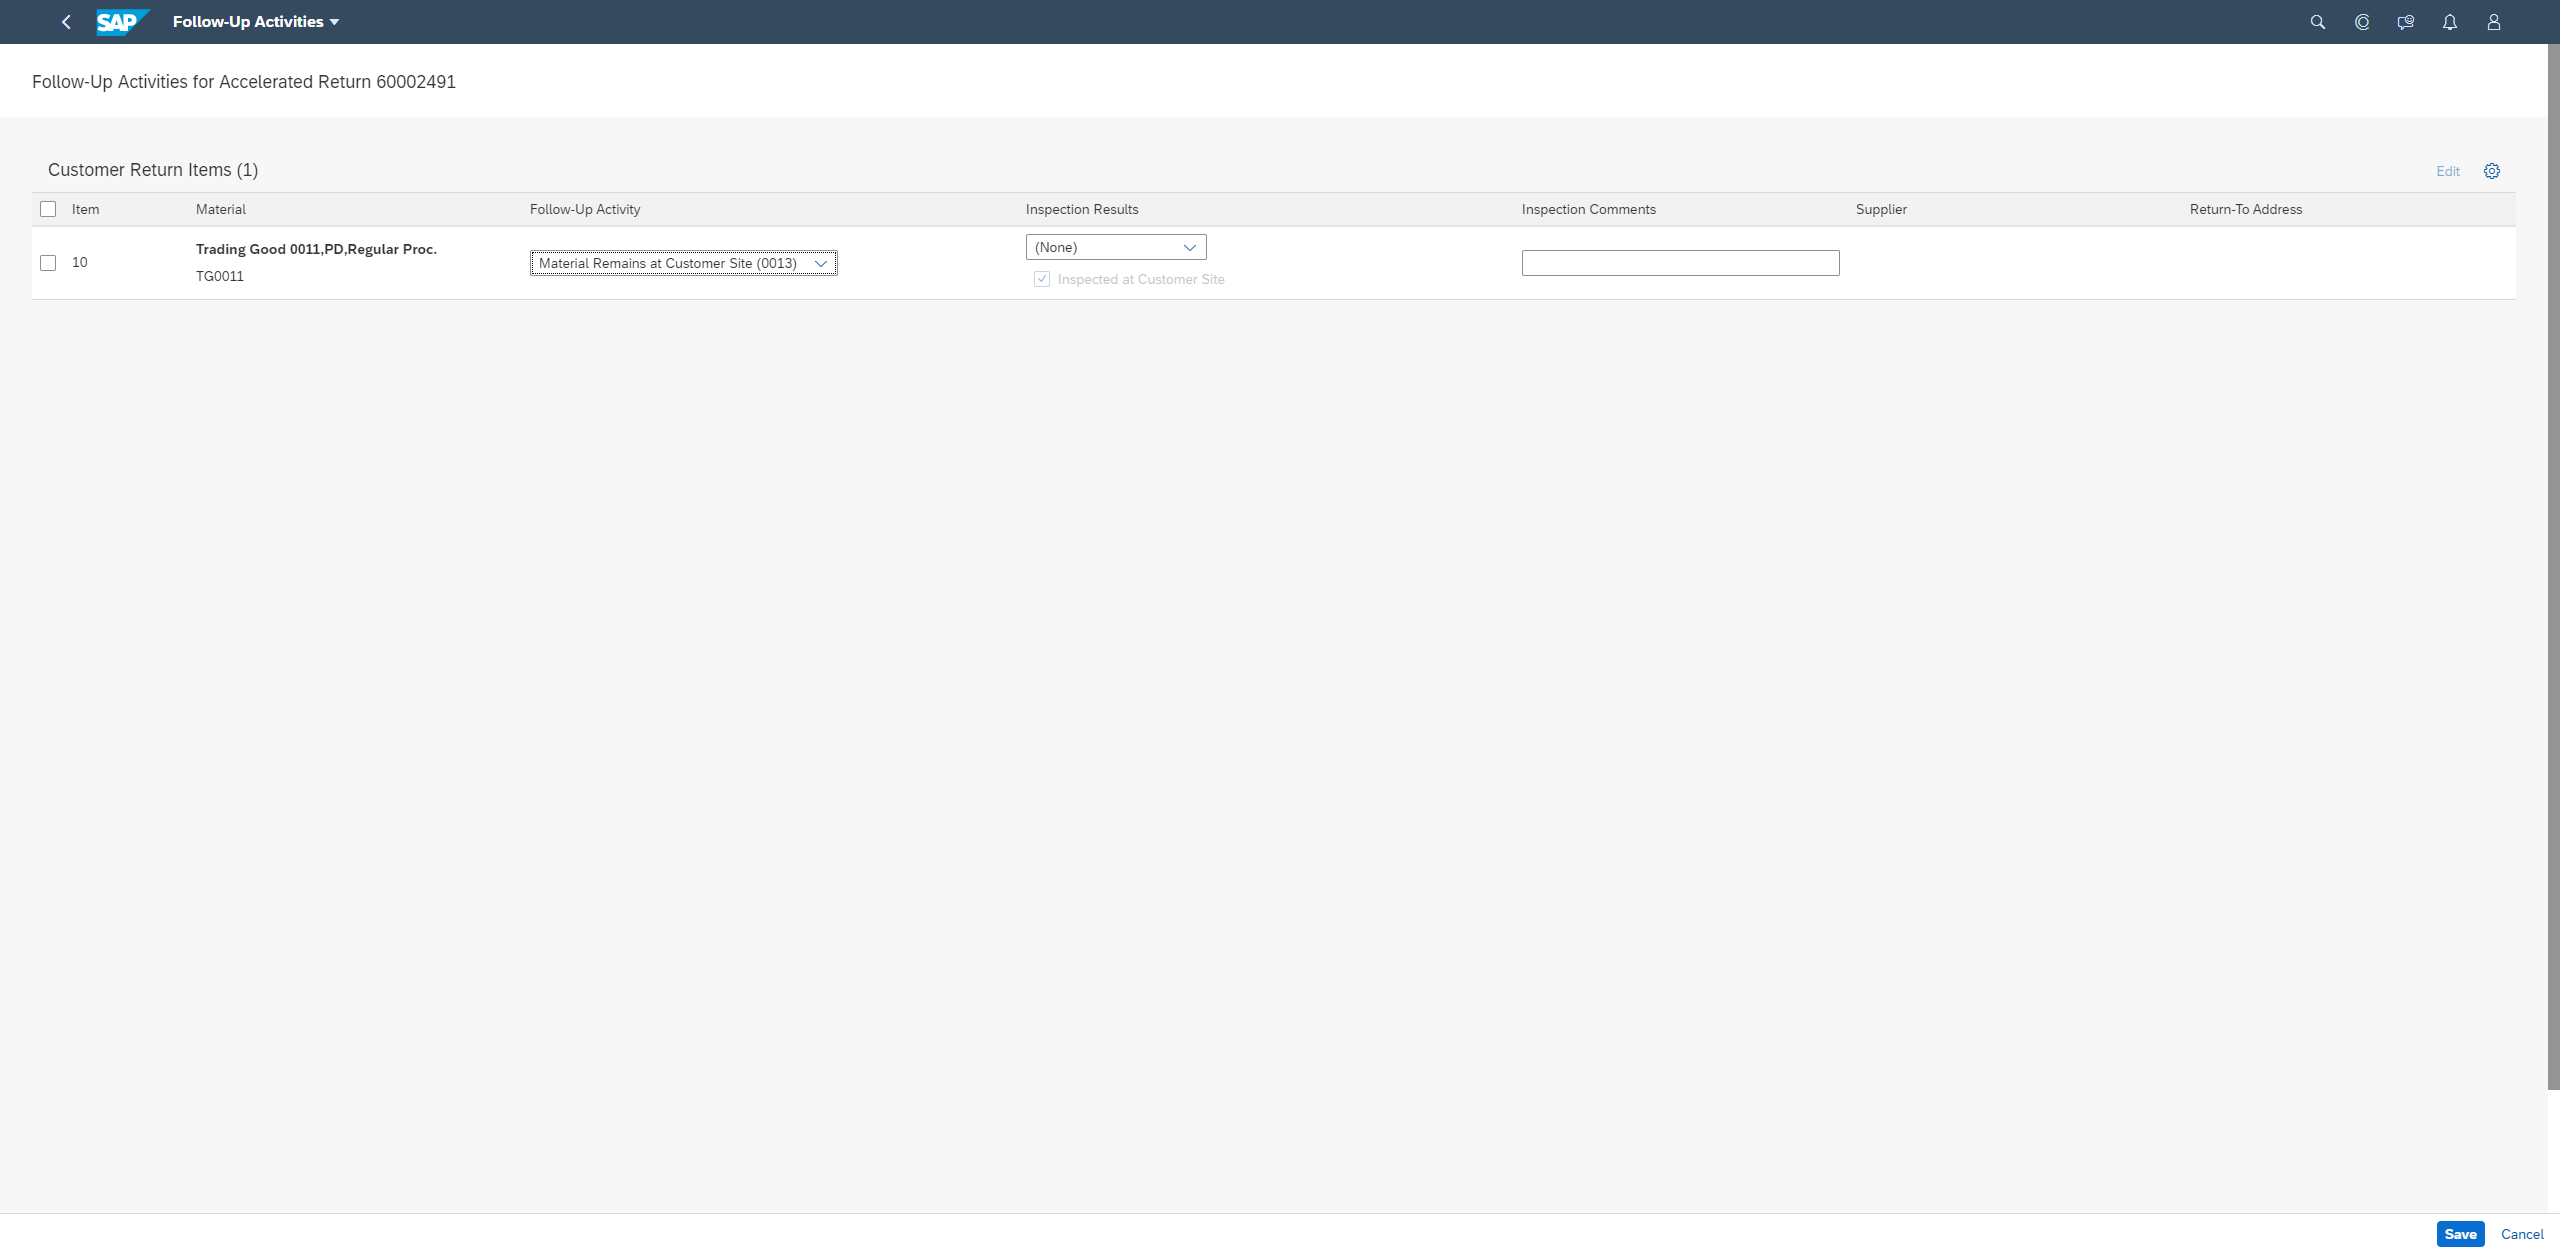 SAP Follow-Up Activities
Follow-Up Activities for Accelerated Return 60002491
Customer Return Items (1)
Edit
Item Material Follow-Up Activity Inspection Results Inspection Comments Supplier Return-To Address
10
Trading Good 0011,PD,Regular Proc.
TG0011
Material Remains at Customer Site (0013)
(None)
Inspected at Customer Site
Save Cancel